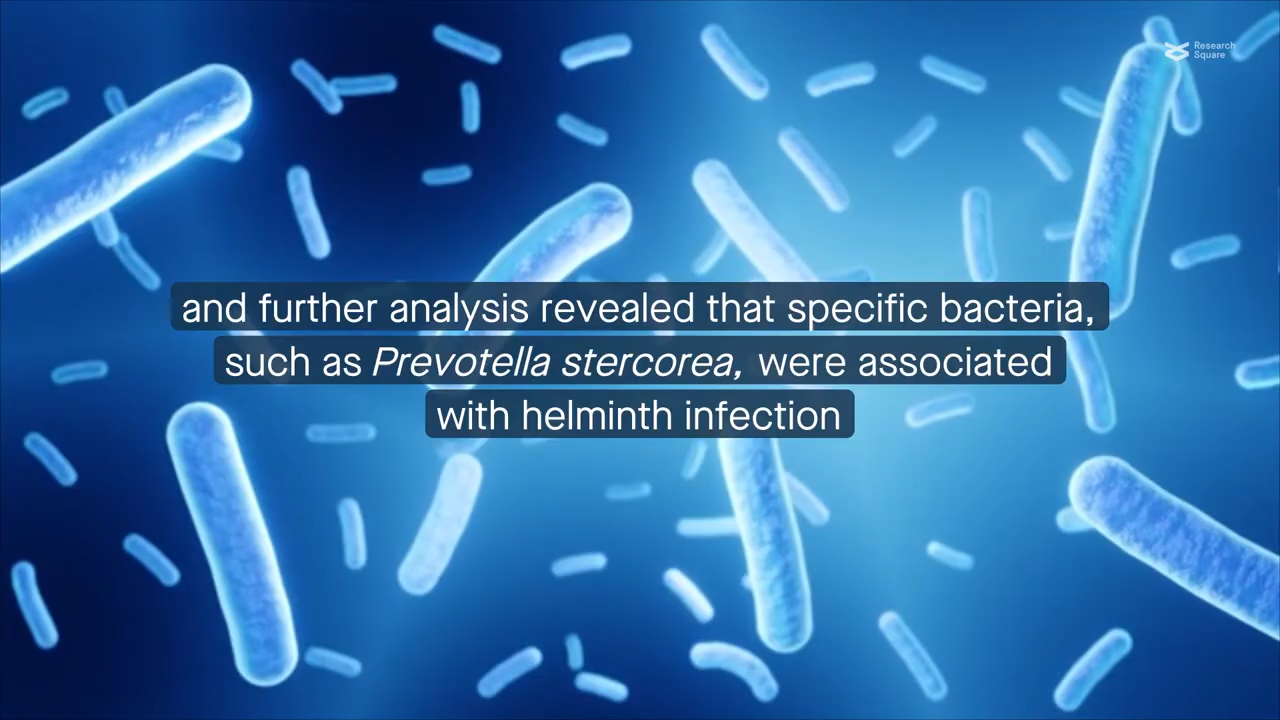 Research
Square
and further analysis revealed that specific bacteria,
such as Prevotella stercorea, were associated
with helminth infection